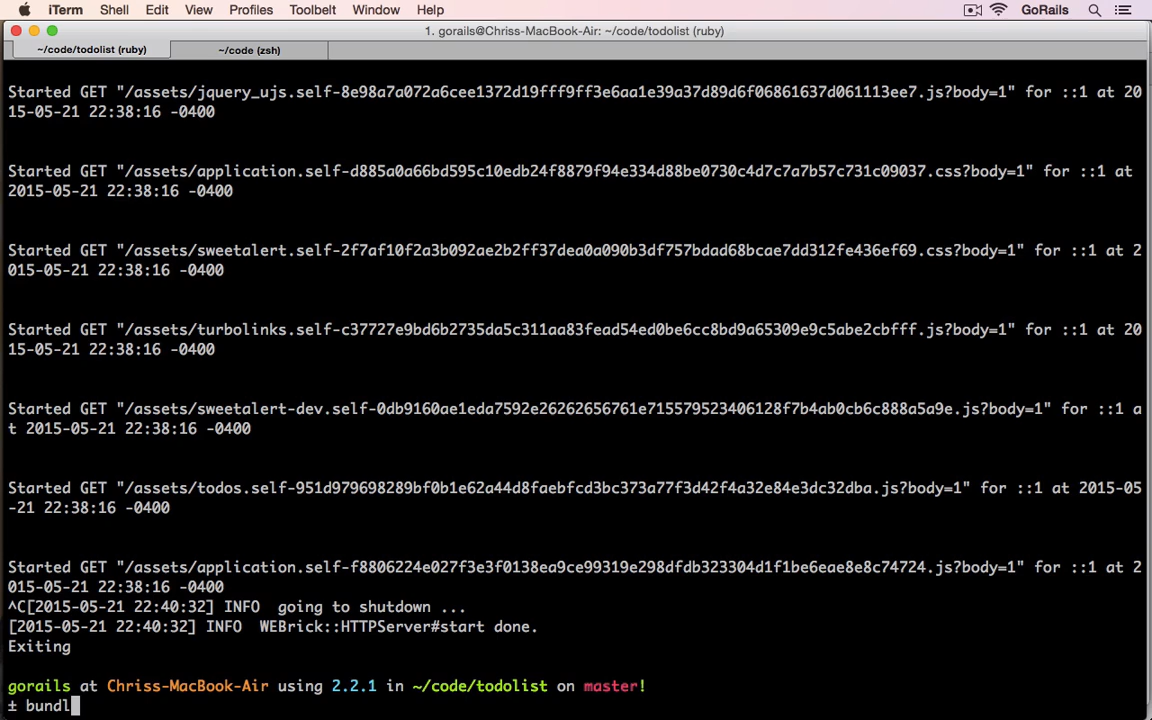 iTerm Shell Edit View Profiles Toolbelt Window Help GoRails
1. gorails@Chriss-MacBook-Air: ~/code/todolist (ruby)
~/code/todolist (ruby) ~/code (zsh)
Started GET "/assets/jquery_ujs.self-8e98a7a072a6cee1372d19fff9ff3e6aa1e39a37d89d6f06861637d061113ee7.js?body=1" for ::1 at 20
15-05-21 22:38:16 -0400
Started GET "/assets/application.self-d885a0a66bd595c10edb24f8879f94e334d88be0730c4d7c7a7b57c731c09037.css?body=1" for ::1 at
2015-05-21 22:38:16 -0400
Started GET "/assets/sweetalert.self-2f7af10f2a3b092ae2b2ff37dea0a090b3df757bdad68bcae7dd312fe436ef69.css?body=1" for ::1 at 2
015-05-21 22:38:16 -0400
Started GET "/assets/turbolinks.self-c37727e9bd6b2735da5c311aa83fead54ed0be6cc8bd9a65309e9c5abe2cbfff.js?body=1" for ::1 at 20
15-05-21 22:38:16 -0400
Started GET "/assets/sweetalert-dev.self-0db9160ae1eda7592e26262656761e715579523406128f7b4ab0cb6c888a5a9e.js?body=1" for ::1 a
t 2015-05-21 22:38:16 -0400
Started GET "/assets/todos.self-951d979698289bf0b1e62a44d8faebfcd3bc373a77f3d42f4a32e84e3dc32dba.js?body=1" for ::1 at 2015-05
-21 22:38:16 -0400
Started GET "/assets/application.self-f8806224e027f3e3f0138ea9ce99319e298dfdb323304d1f1be6eae8e8c74724.js?body=1" for ::1 at 2
015-05-21 22:38:16 -0400
^C[2015-05-21 22:40:32] INFO  going to shutdown ...
[2015-05-21 22:40:32] INFO  WEBrick::HTTPServer#start done.
Exiting
gorails at Chriss-MacBook-Air using 2.2.1 in ~/code/todolist on master!
± bundl